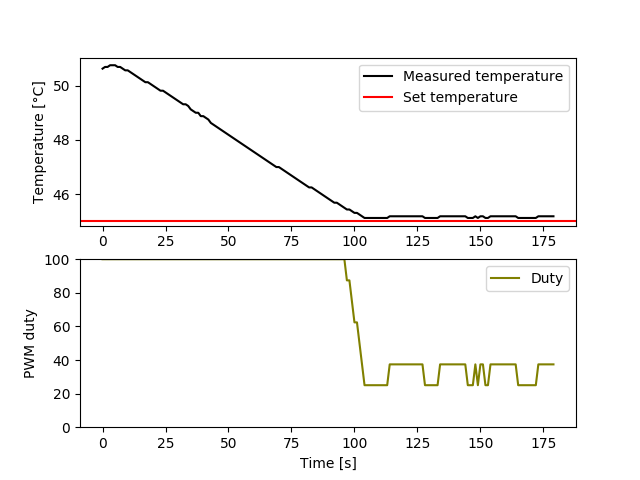 Temperature [°C]
50
48
46
Measured temperature
Set temperature
0 25 50 75 100 125 150 175
PWM duty
100
80
60
40
20
0
Duty
0 25 50 75 100 125 150 175
Time [s]